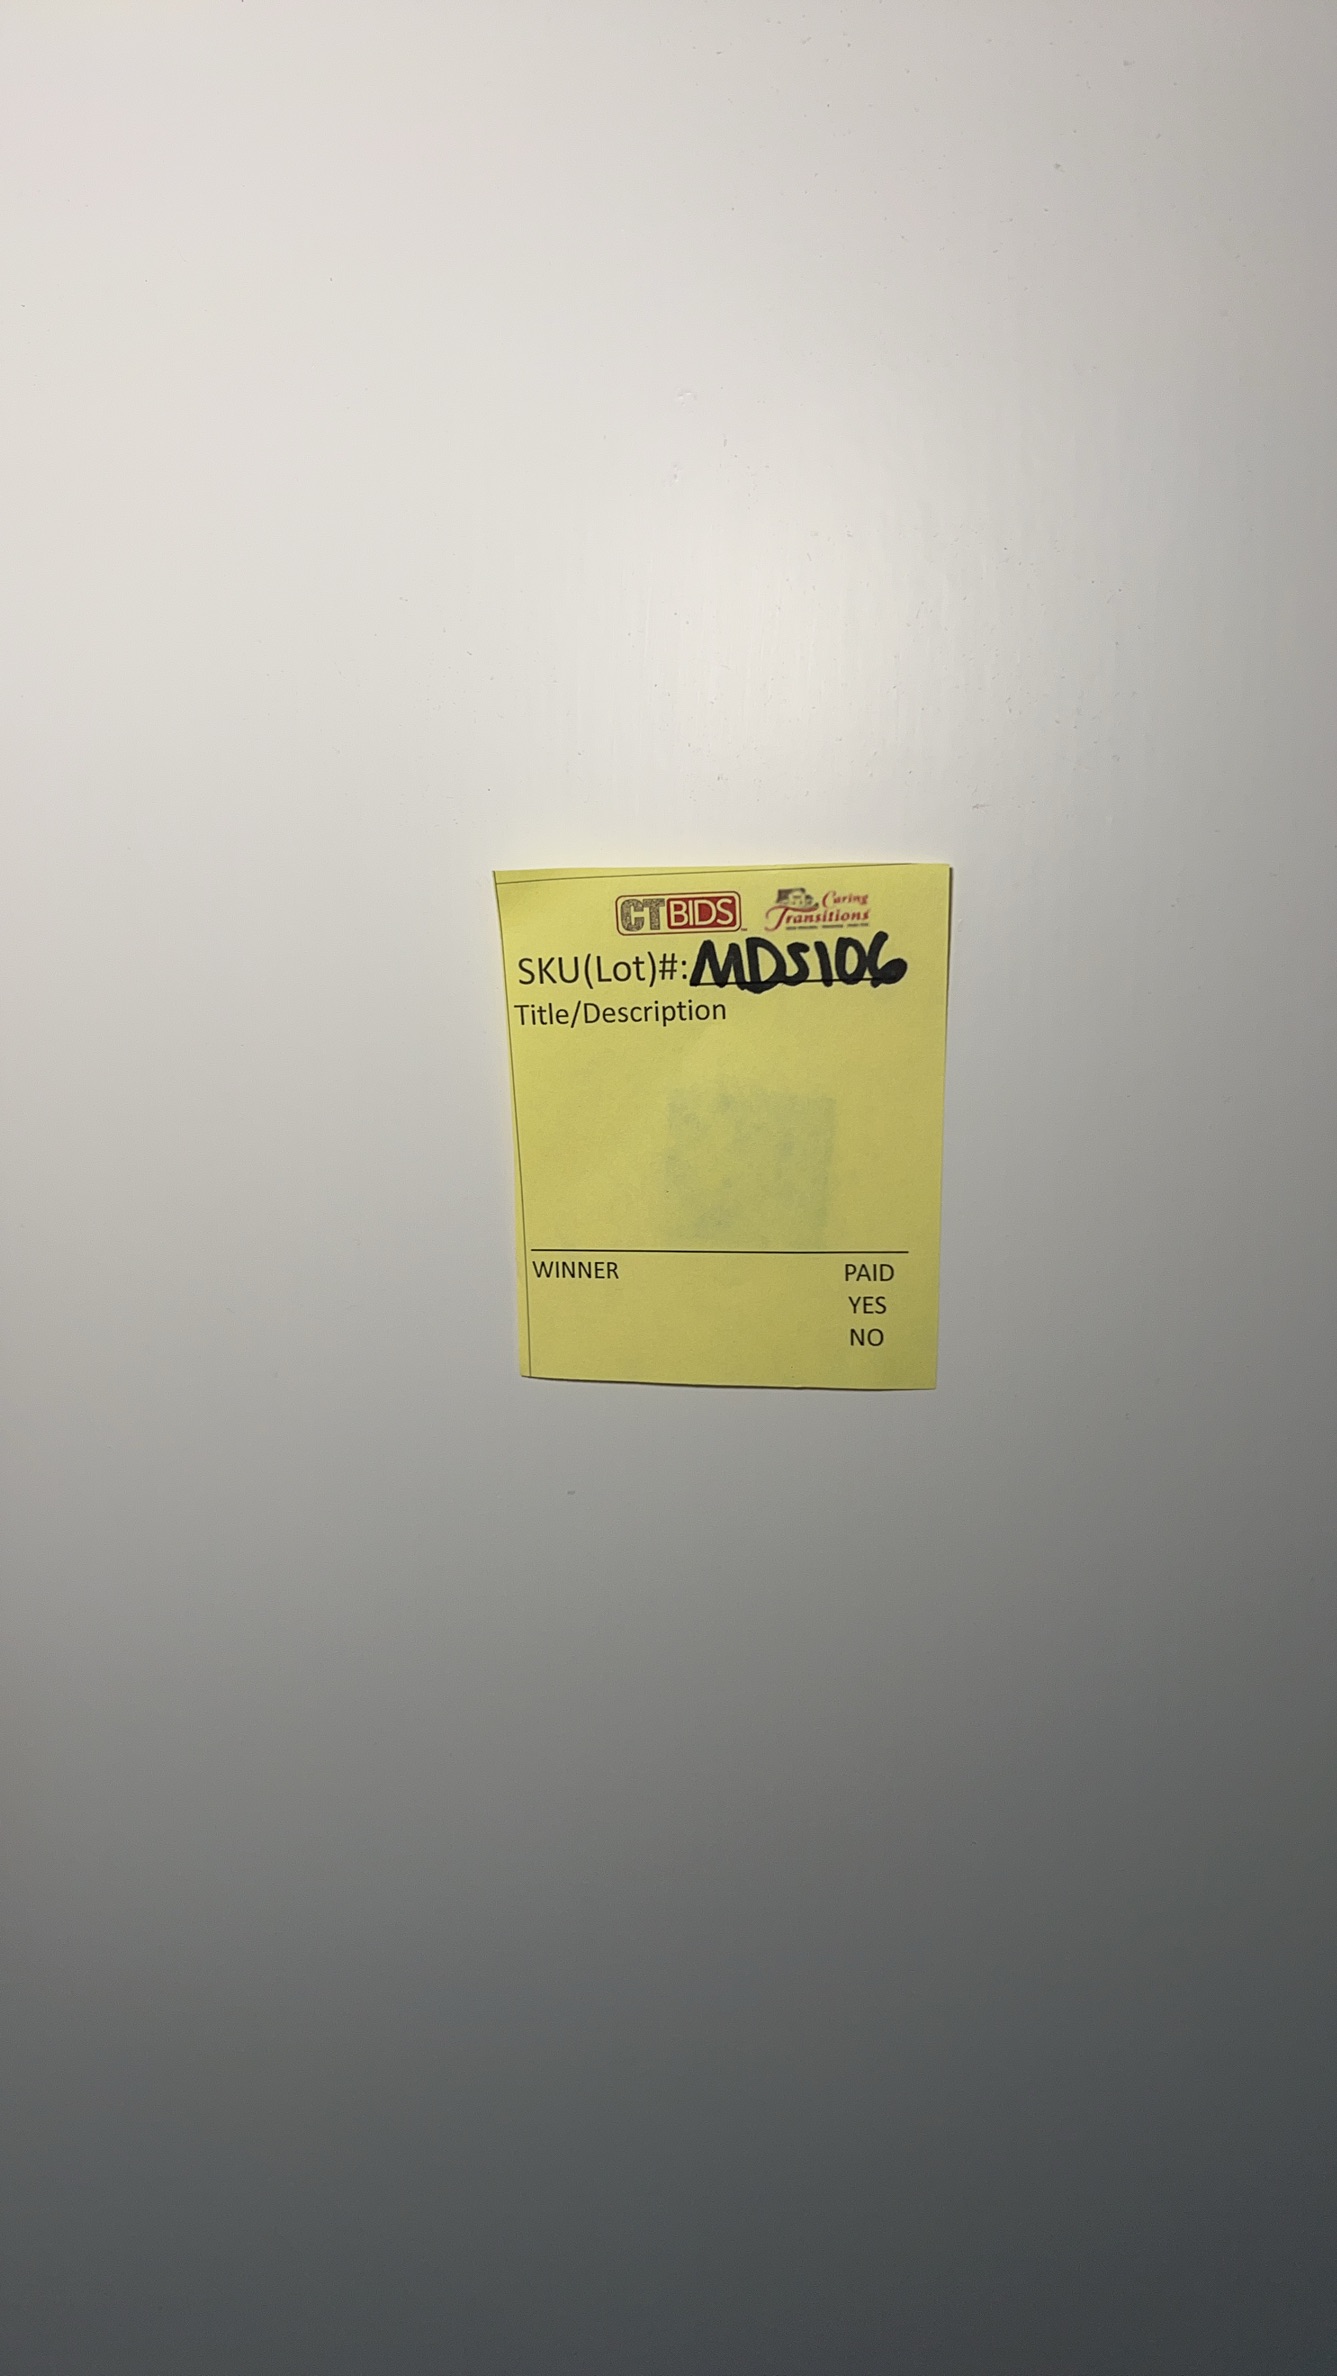 CTBIDS Caring Transitions
SKU(Lot)#: MDS106
Title/Description
WINNER PAID
YES
NO